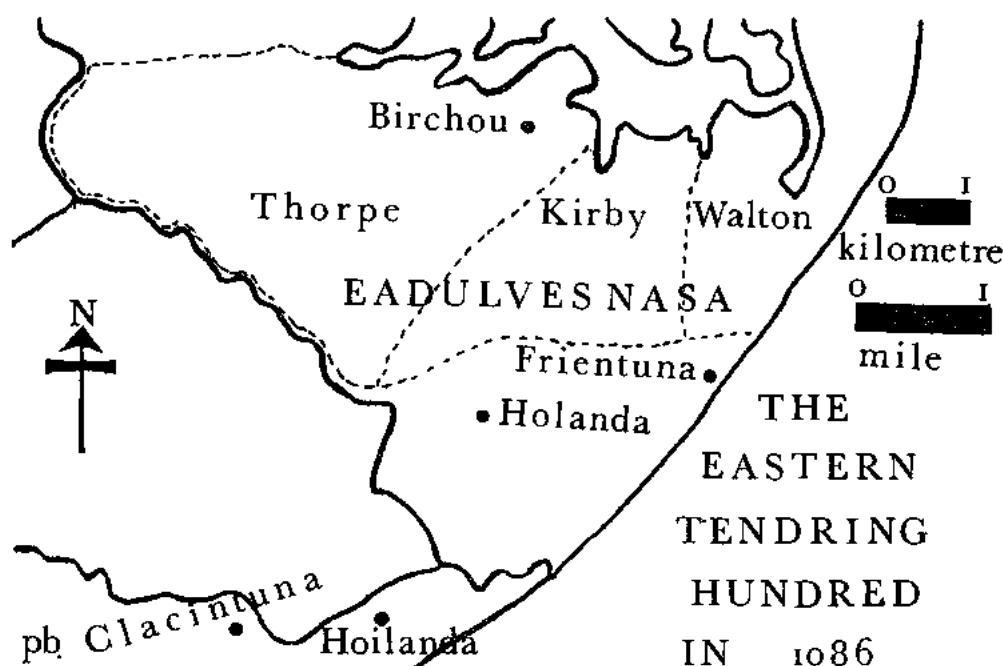 Birchou
Thorpe
Kirby
Walton
0 1
kilometre
EADULVES NASA
0 1
mile
N
Frientuna
Holanda
THE
EASTERN
TENDRING
HUNDRED
IN 1086
pb. Clacintuna
Hoilanda